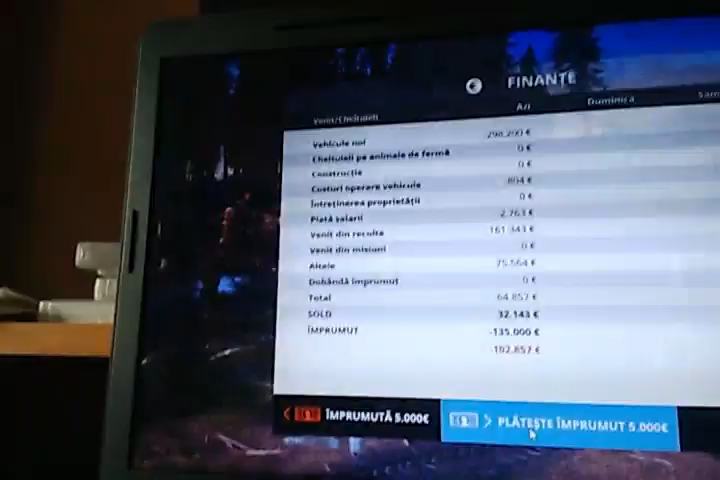 FINANȚE
Venit/Cheltuieli Azi Duminică
Vehicule noi 298.200 €
Cheltuieli pe animale de fermă 0 €
Construcție 0 €
Costuri operare vehicule 804 €
Întreținerea proprietății 0 €
Plată salarii 2.763 €
Venit din recolte 161.343 €
Venit din misiuni 0 €
Altele 75.564 €
Dobândă împrumut 0 €
Total 64.857 €
SOLD 32.143 €
ÎMPRUMUT -135.000 €
-102.857 €
ÎMPRUMUTĂ 5.000€
PLĂTEȘTE ÎMPRUMUT 5.000€